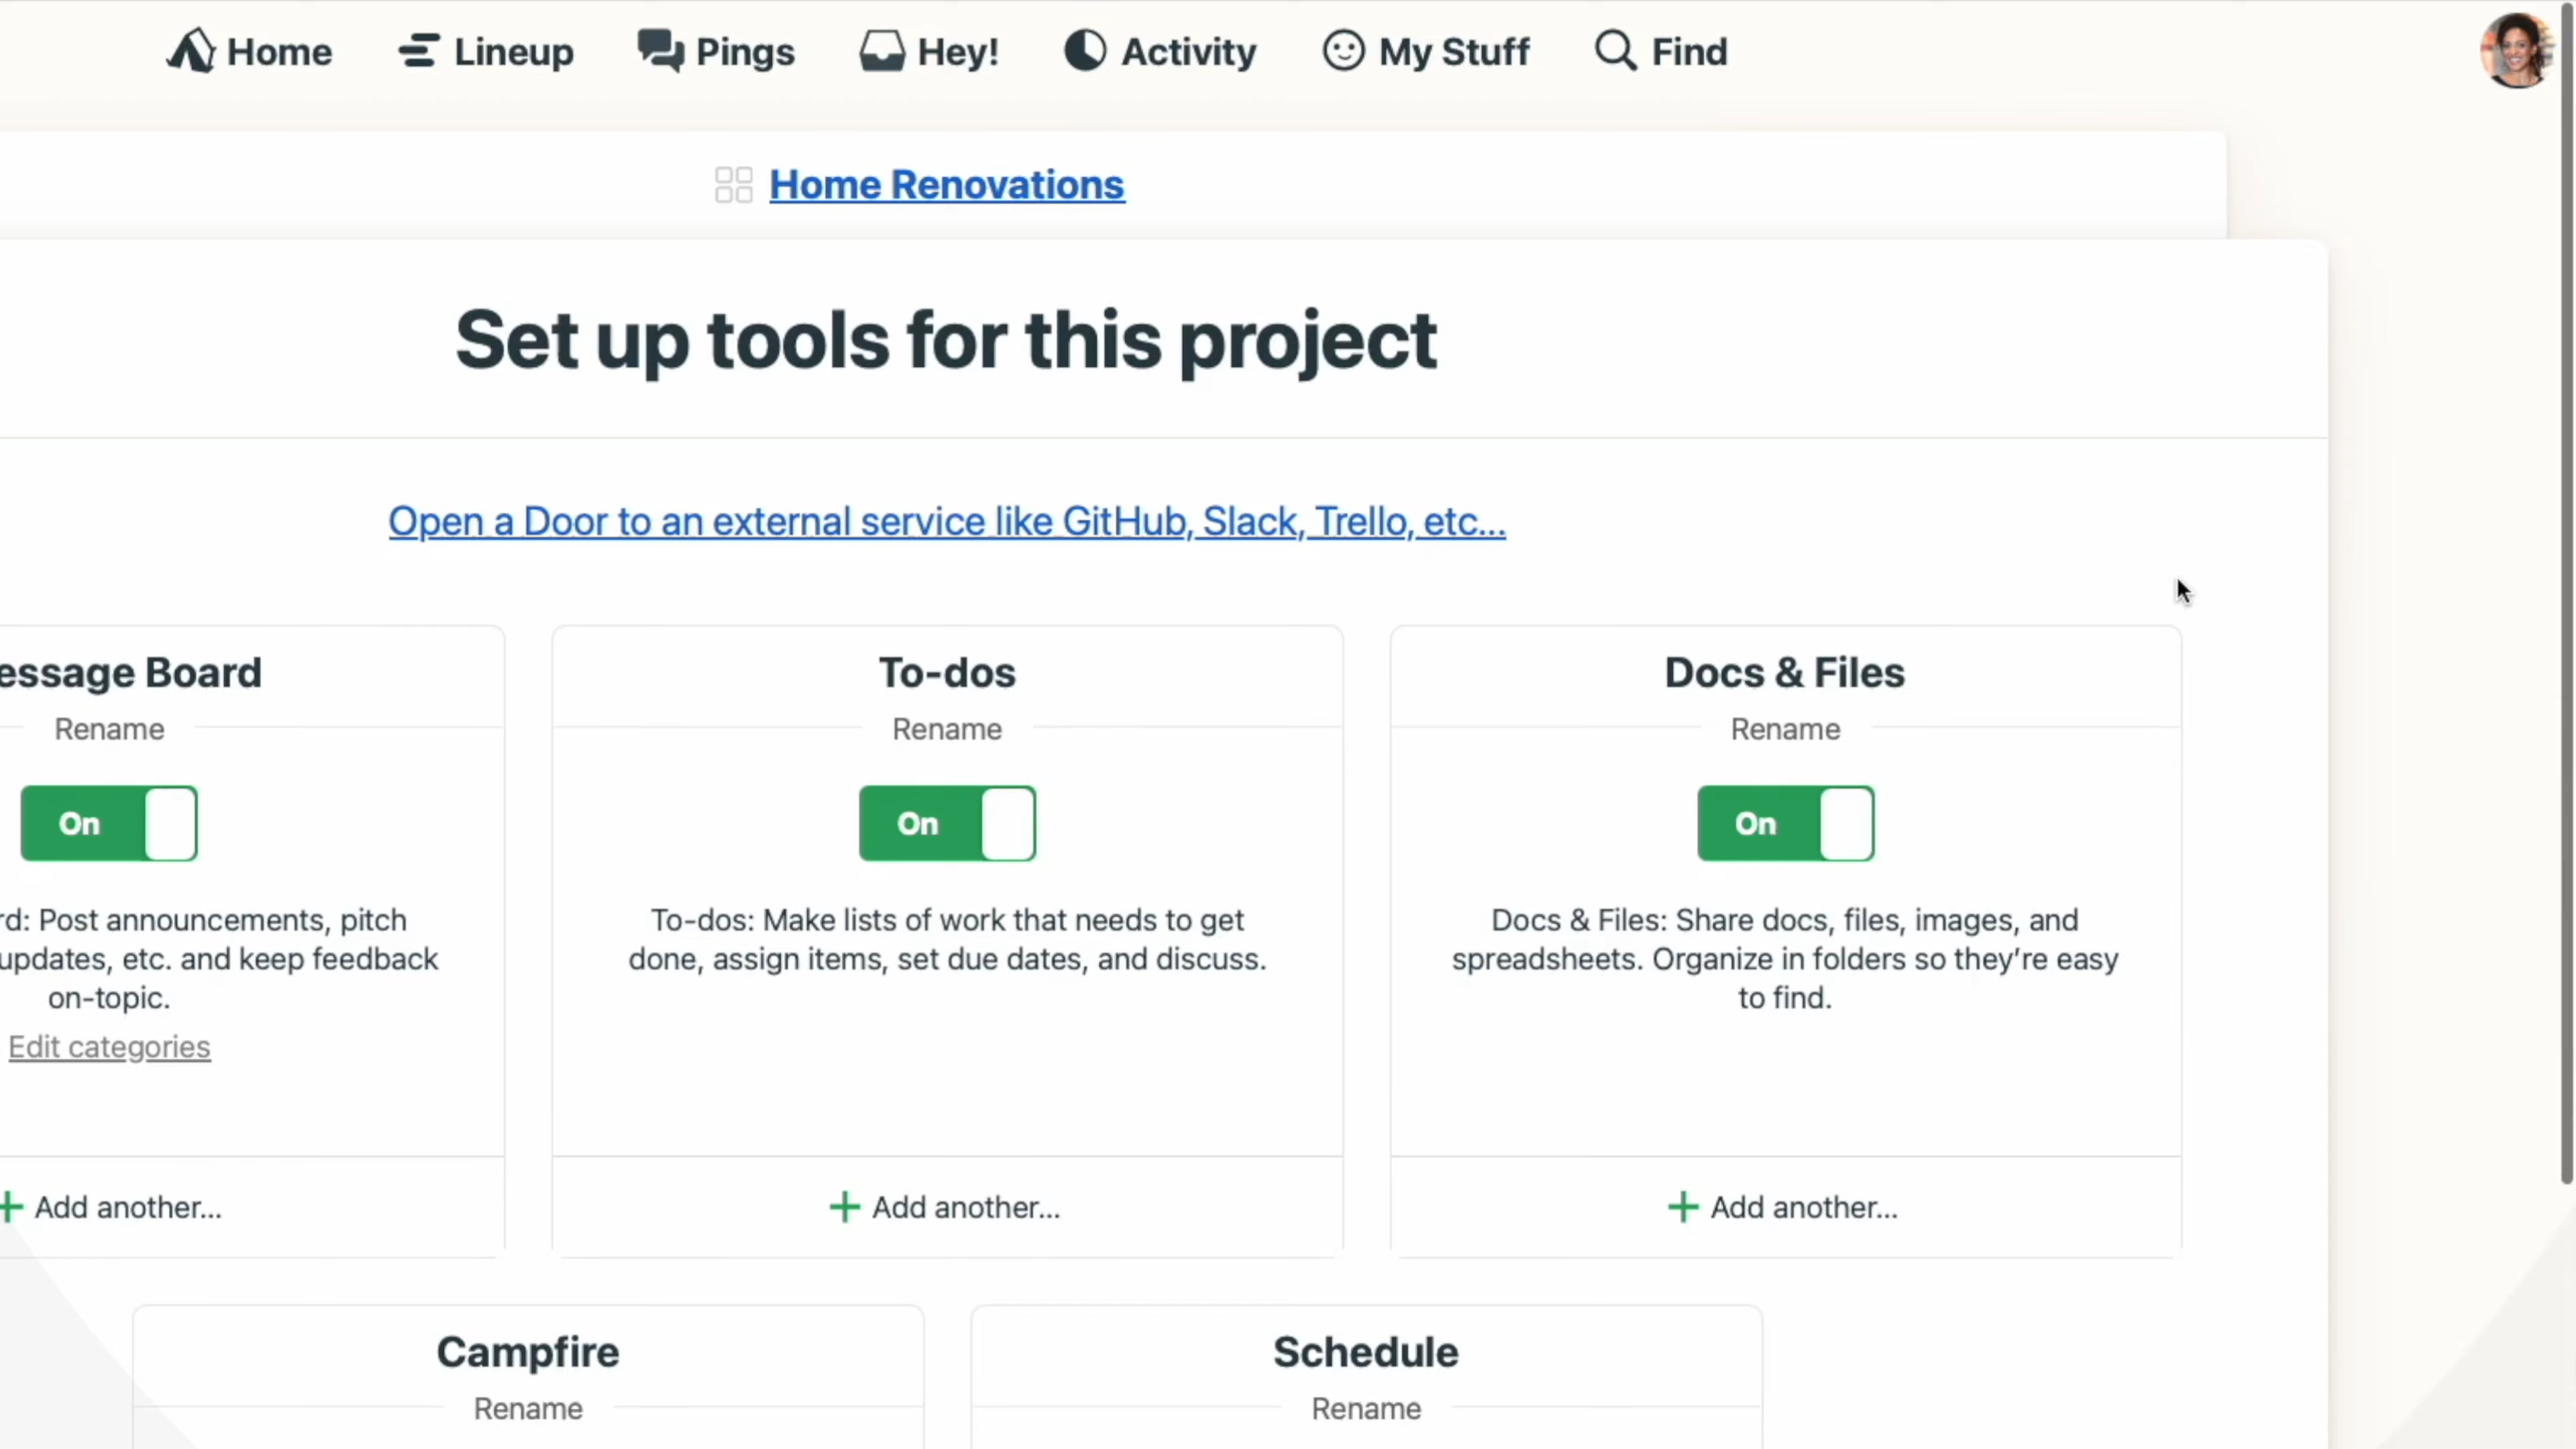 Home Lineup Pings Hey! Activity My Stuff Find
Home Renovations
Set up tools for this project
Open a Door to an external service like GitHub, Slack, Trello, etc...
essage Board
Rename
On
rd: Post announcements, pitch
updates, etc. and keep feedback
on-topic.
Edit categories
Add another...
To-dos
Rename
On
To-dos: Make lists of work that needs to get
done, assign items, set due dates, and discuss.
Add another...
Docs & Files
Rename
On
Docs & Files: Share docs, files, images, and
spreadsheets. Organize in folders so they’re easy
to find.
Add another...
Campfire
Rename
Schedule
Rename